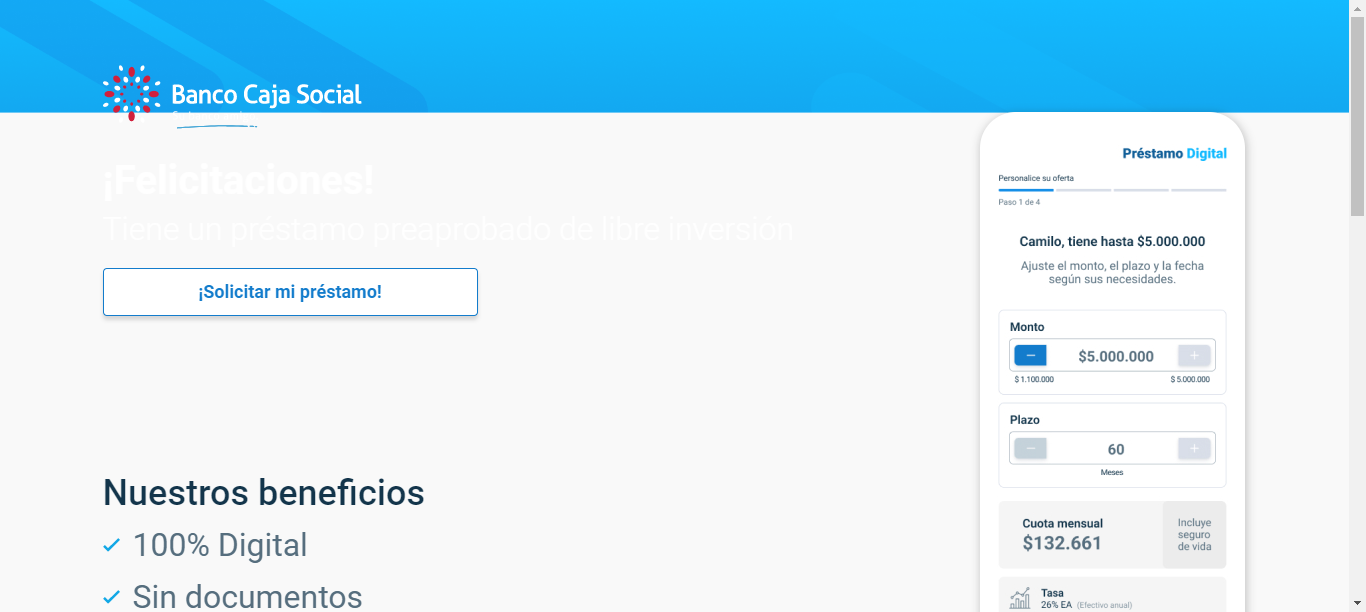 Banco Caja Social
¡Felicitaciones!
Tiene un préstamo preaprobado de libre inversión
¡Solicitar mi préstamo!
Nuestros beneficios
100% Digital
Sin documentos
Préstamo Digital
Personalice su oferta
Paso 1 de 4
Camilo, tiene hasta $5.000.000
Ajuste el monto, el plazo y la fecha
según sus necesidades.
Monto
− $5.000.000 +
$ 1.100.000 $ 5.000.000
Plazo
− 60 +
Meses
Cuota mensual
$132.661
Incluye
seguro
de vida
Tasa
26% EA (Efectivo anual)